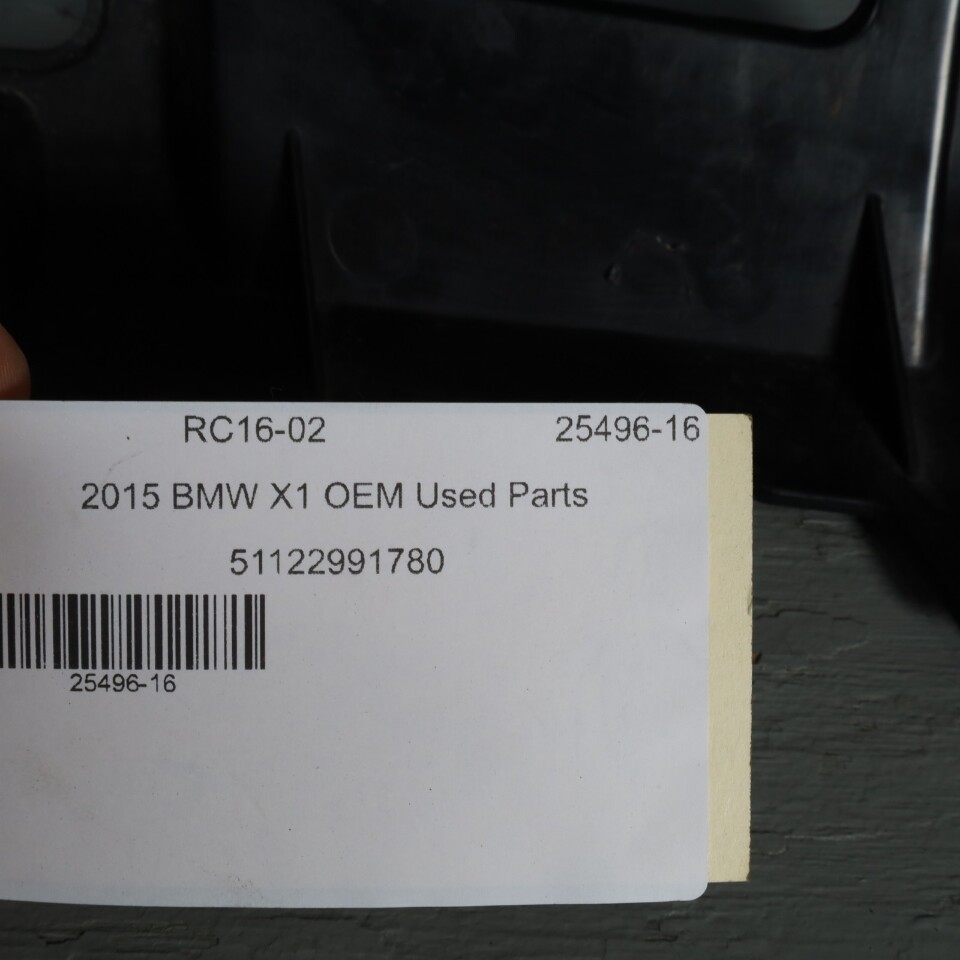 RC16-02 25496-16
2015 BMW X1 OEM Used Parts
51122991780
25496-16